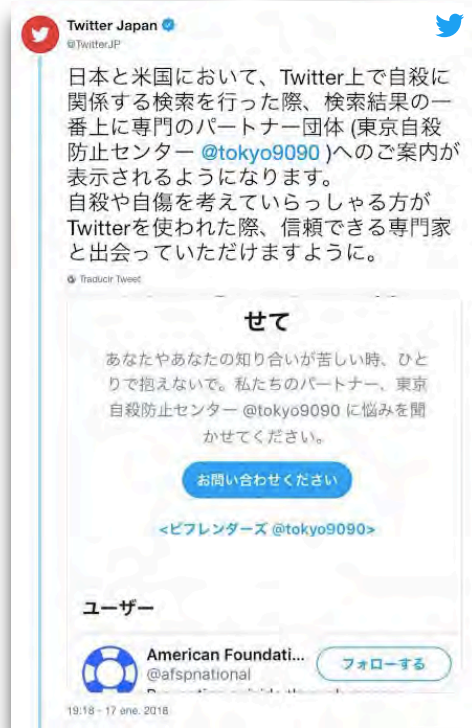 Twitter Japan
@TwitterJP
日本と米国において、Twitter上で自殺に
関係する検索を行った際、検索結果の一
番上に専門のパートナー団体 (東京自殺
防止センター @tokyo9090 )へのご案内が
表示されるようになります。
自殺や自傷を考えていらっしゃる方が
Twitterを使われた際、信頼できる専門家
と出会っていただけますように。
Traducir Tweet
せて
あなたやあなたの知り合いが苦しい時、ひと
りで抱えないで。私たちのパートナー、東京
自殺防止センター @tokyo9090 に悩みを聞
かせてください。
お問い合わせください
<ビフレンダーズ @tokyo9090>
ユーザー
American Foundati...
@afspnational
フォローする
19:18 - 17 ene. 2018